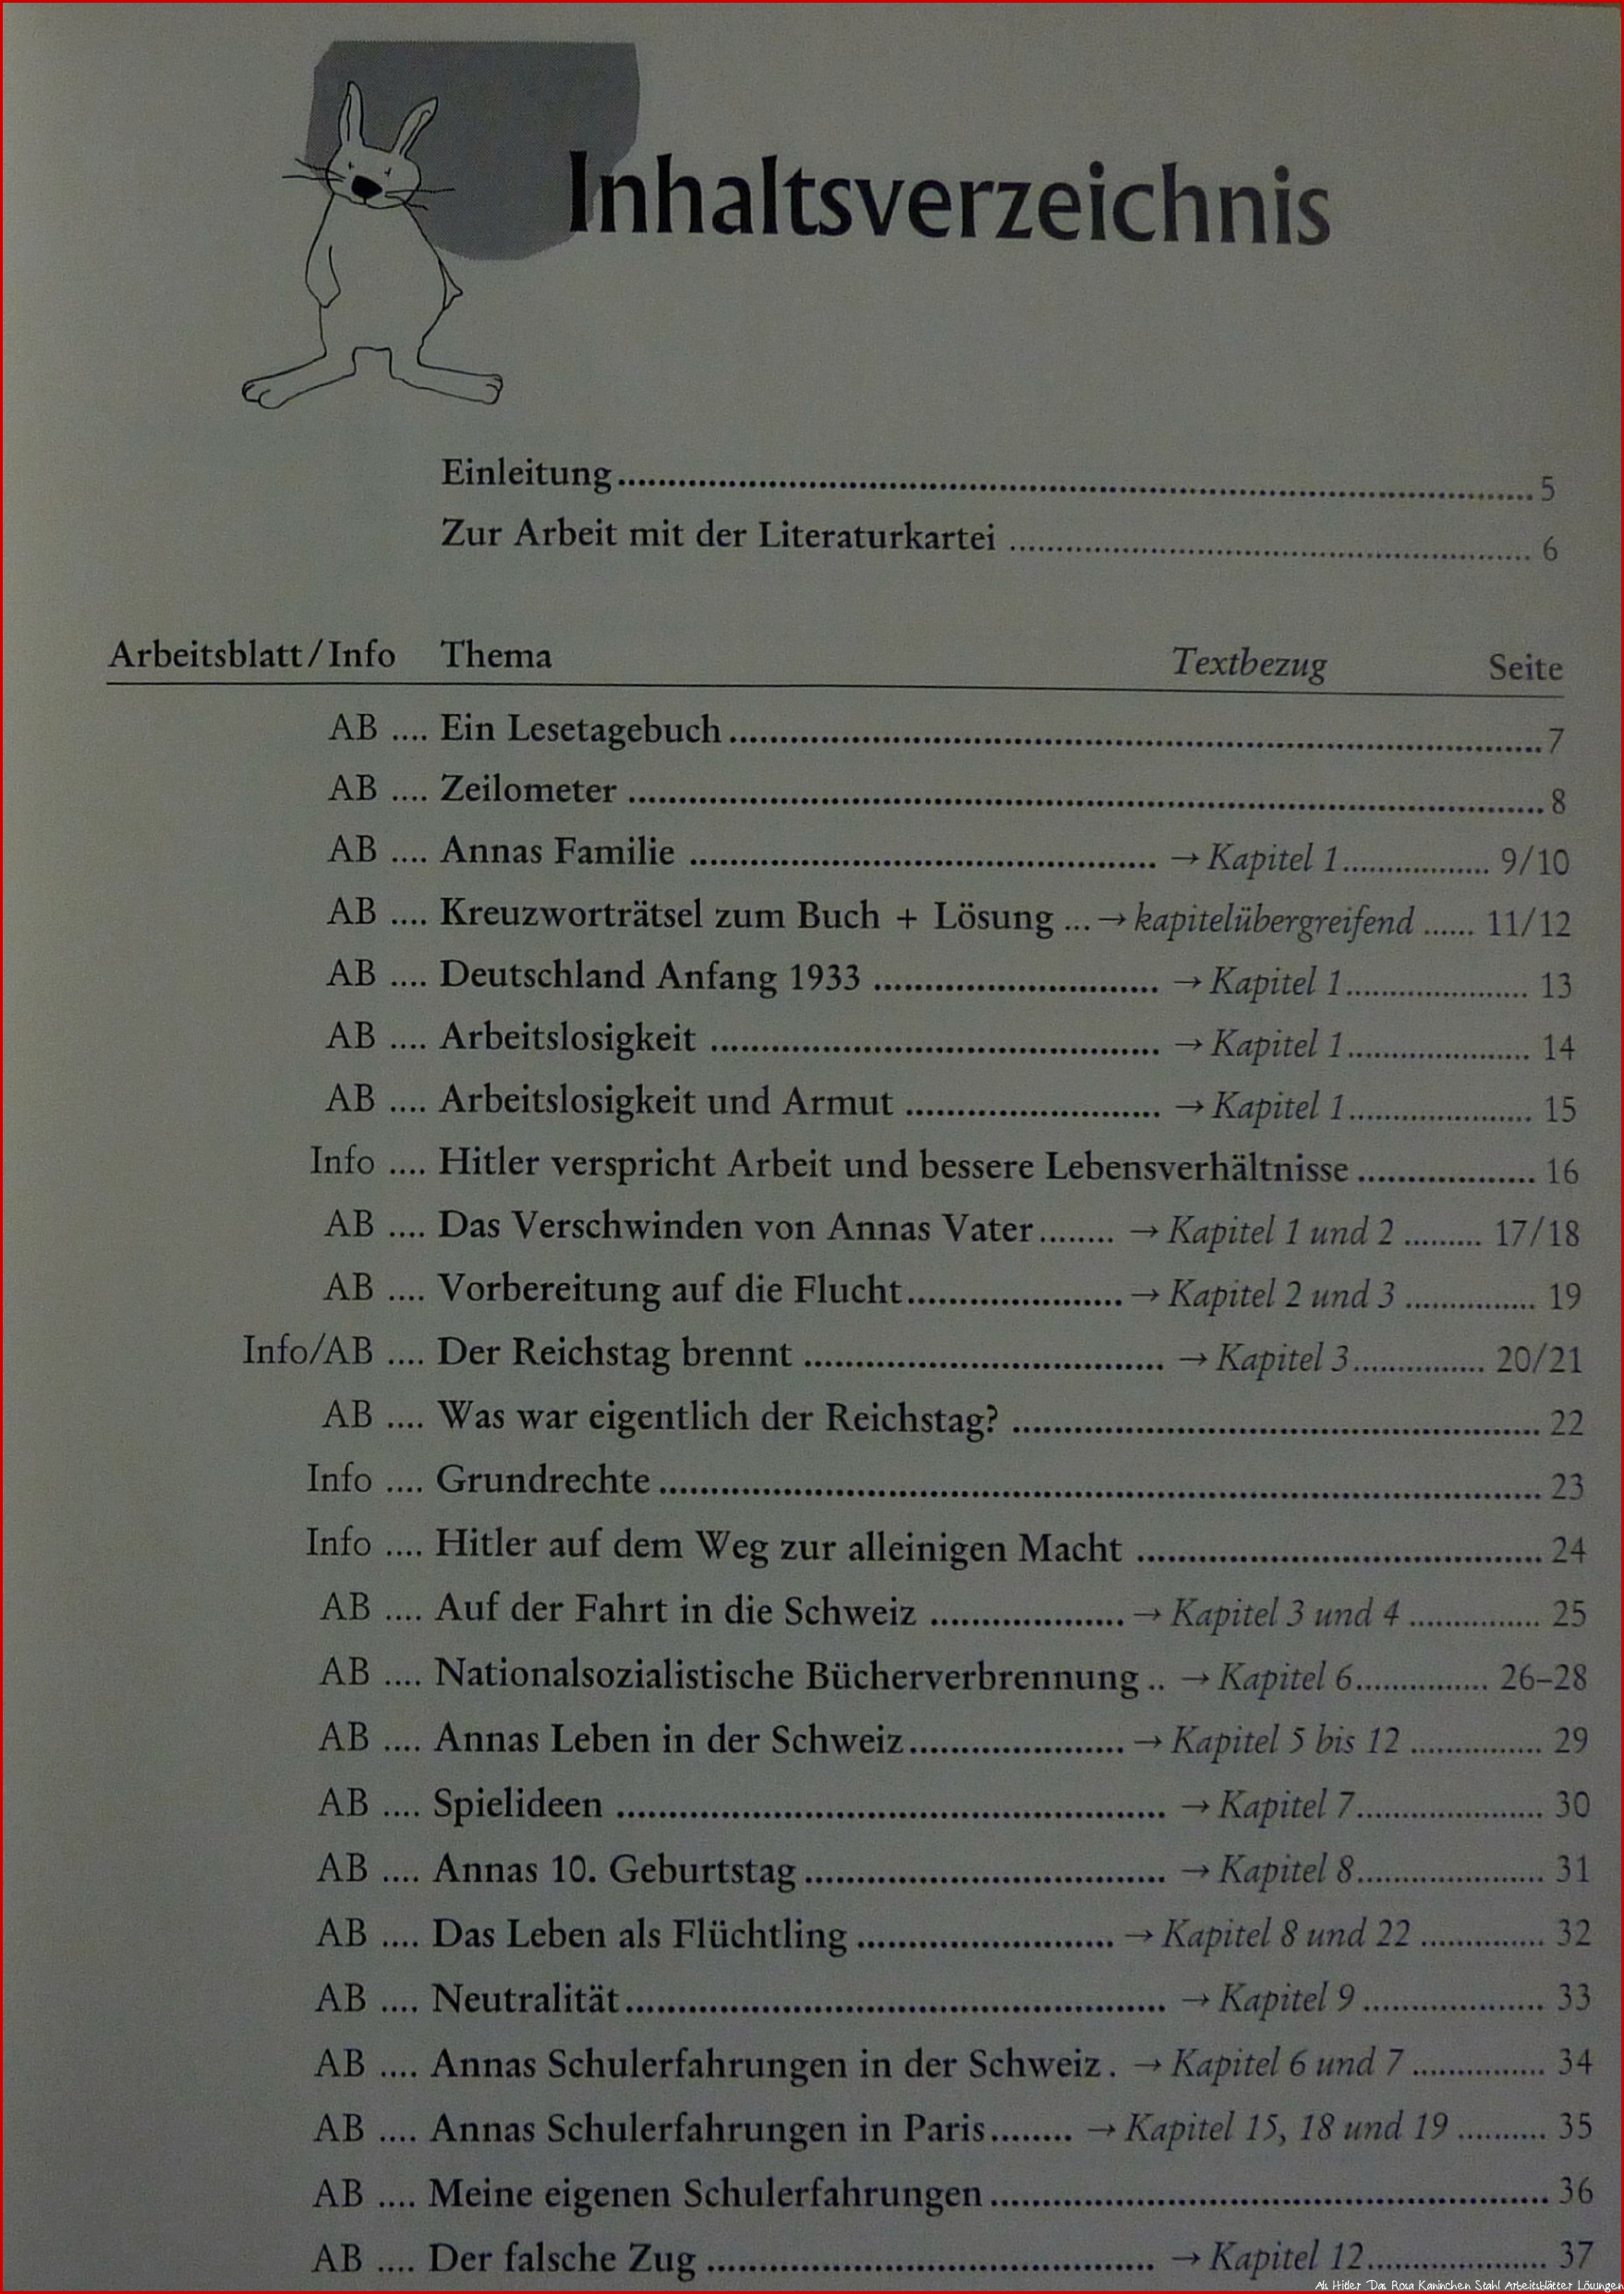 Inhaltsverzeichnis
Einleitung........................................................................ 5
Zur Arbeit mit der Literaturkartei ........................................ 6
Arbeitsblatt/Info Thema Textbezug Seite
AB .... Ein Lesetagebuch ........................................ 7
AB .... Zeilometer ........................................ 8
AB .... Annas Familie ........................................ → Kapitel 1.................. 9/10
AB .... Kreuzworträtsel zum Buch + Lösung ... → kapitelübergreifend ...... 11/12
AB .... Deutschland Anfang 1933 ............................ → Kapitel 1...................... 13
AB .... Arbeitslosigkeit ........................................ → Kapitel 1...................... 14
AB .... Arbeitslosigkeit und Armut ......................... → Kapitel 1...................... 15
Info .... Hitler verspricht Arbeit und bessere Lebensverhältnisse .................. 16
AB .... Das Verschwinden von Annas Vater........ → Kapitel 1 und 2 ......... 17/18
AB .... Vorbereitung auf die Flucht..................... → Kapitel 2 und 3 ............... 19
Info/AB .... Der Reichstag brennt ................................... → Kapitel 3............... 20/21
AB .... Was war eigentlich der Reichstag? ........................................ 22
Info .... Grundrechte ........................................ 23
Info .... Hitler auf dem Weg zur alleinigen Macht ........................................ 24
AB .... Auf der Fahrt in die Schweiz ................... → Kapitel 3 und 4 ............... 25
AB .... Nationalsozialistische Bücherverbrennung .. → Kapitel 6............... 26–28
AB .... Annas Leben in der Schweiz..................... → Kapitel 5 bis 12 ............... 29
AB .... Spielideen ........................................ → Kapitel 7..................... 30
AB .... Annas 10. Geburtstag ................................... → Kapitel 8..................... 31
AB .... Das Leben als Flüchtling ......................... → Kapitel 8 und 22 .............. 32
AB .... Neutralität........................................ → Kapitel 9 .................... 33
AB .... Annas Schulerfahrungen in der Schweiz . → Kapitel 6 und 7 ............... 34
AB .... Annas Schulerfahrungen in Paris........ → Kapitel 15, 18 und 19 .......... 35
AB .... Meine eigenen Schulerfahrungen ........................................ 36
AB .... Der falsche Zug ........................................ → Kapitel 12.................... 37
Als Hitler Das Rosa Kaninchen Stahl Arbeitsblätter Lösungen